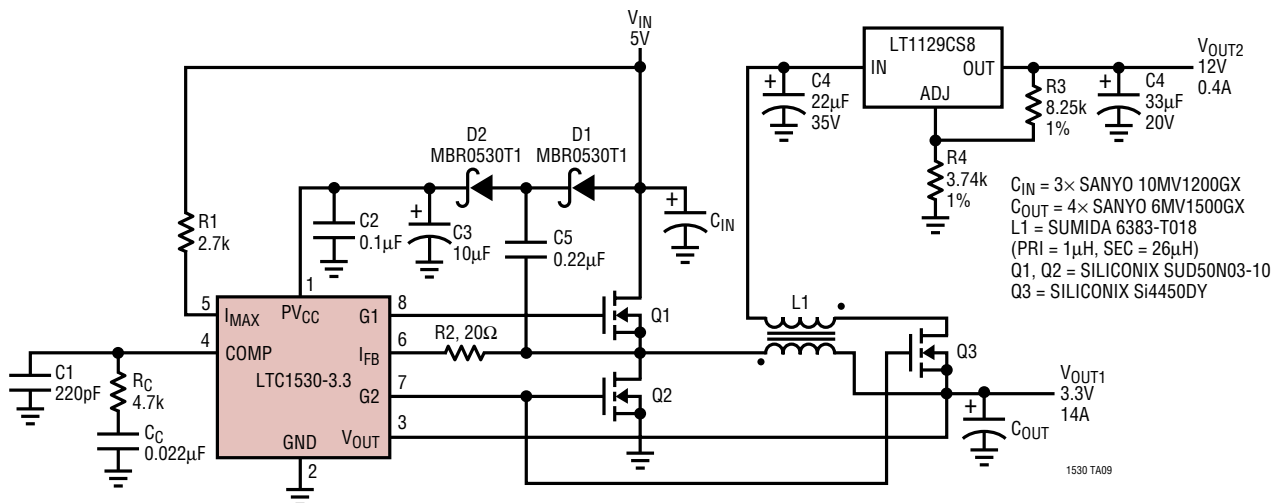 V_IN
5V
LT1129CS8
IN
OUT
ADJ
V_OUT2
12V
0.4A
C4
22µF
35V
R3
8.25k
1%
C4
33µF
20V
R4
3.74k
1%
D2
MBR0530T1
D1
MBR0530T1
R1
2.7k
C2
0.1µF
+
C3
10µF
C5
0.22µF
+
C_IN
C_IN = 3× SANYO 10MV1200GX
C_OUT = 4× SANYO 6MV1500GX
L1 = SUMIDA 6383-T018
(PRI = 1µH, SEC = 26µH)
Q1, Q2 = SILICONIX SUD50N03-10
Q3 = SILICONIX Si4450DY
1
5
I_MAX
PV_CC
G1
8
Q1
L1
4
COMP
I_FB
6
R2, 20Ω
Q3
LTC1530-3.3
G2
7
Q2
C1
220pF
R_C
4.7k
C_C
0.022µF
GND
2
V_OUT
3
V_OUT1
3.3V
14A
+
C_OUT
1530 TA09